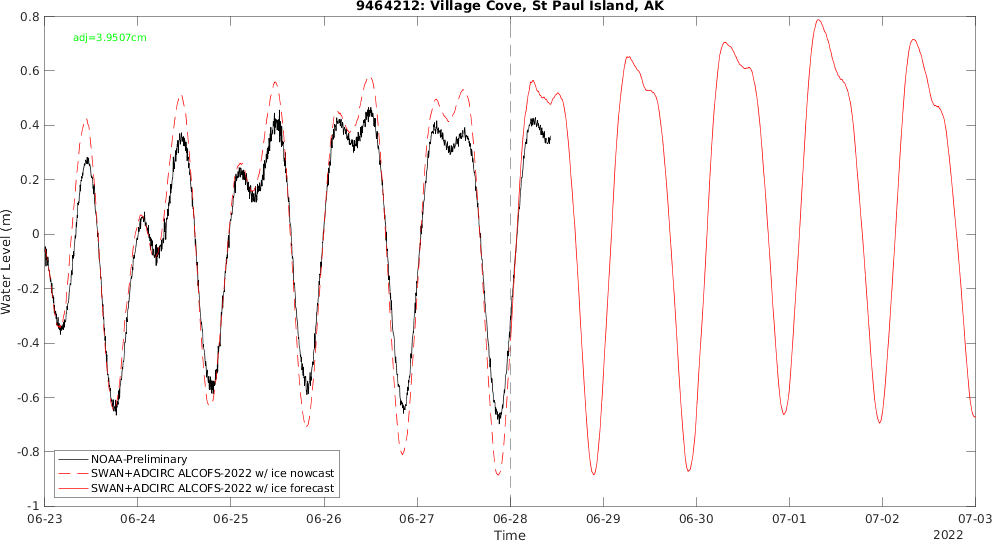 9464212: Village Cove, St Paul Island, AK
adj=3.9507cm
Water Level (m)
0.8
0.6
0.4
0.2
0
-0.2
-0.4
-0.6
-0.8
-1
NOAA-Preliminary
SWAN+ADCIRC ALCOFS-2022 w/ ice nowcast
SWAN+ADCIRC ALCOFS-2022 w/ ice forecast
06-23 06-24 06-25 06-26 06-27 06-28 06-29 06-30 07-01 07-02 07-03
Time
2022